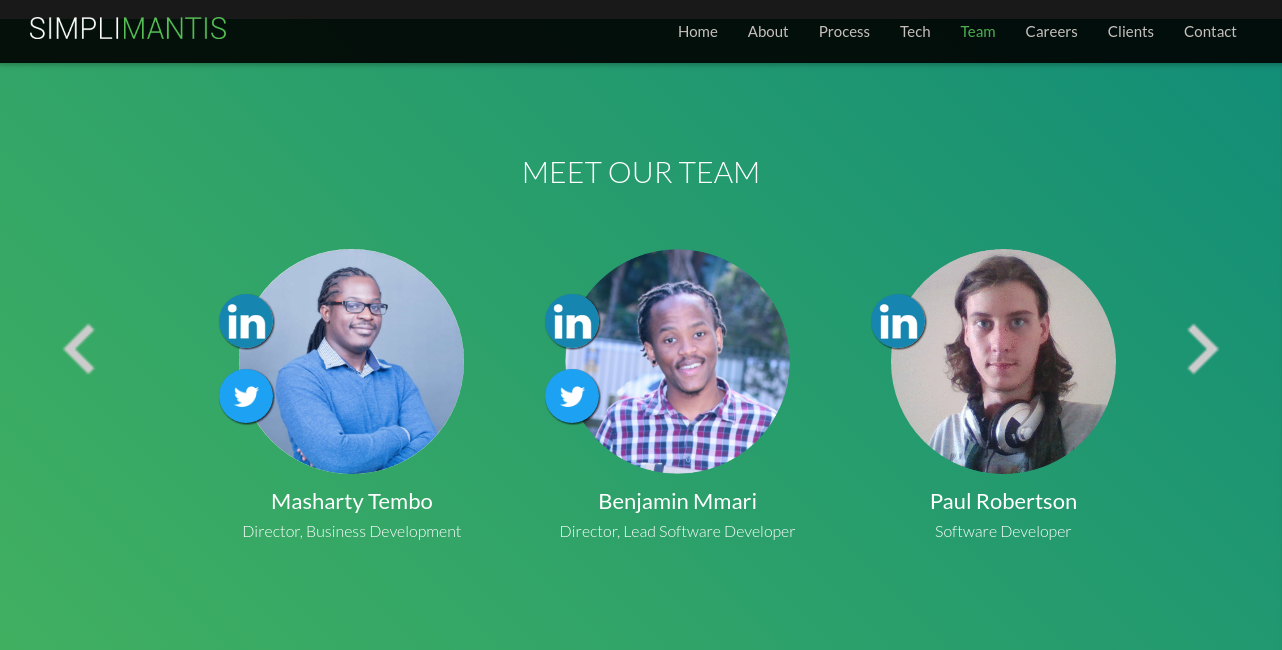 SIMPLIMANTIS
Home About Process Tech Team Careers Clients Contact
MEET OUR TEAM
in in in
Masharty Tembo Benjamin Mmari Paul Robertson
Director, Business Development Director, Lead Software Developer Software Developer